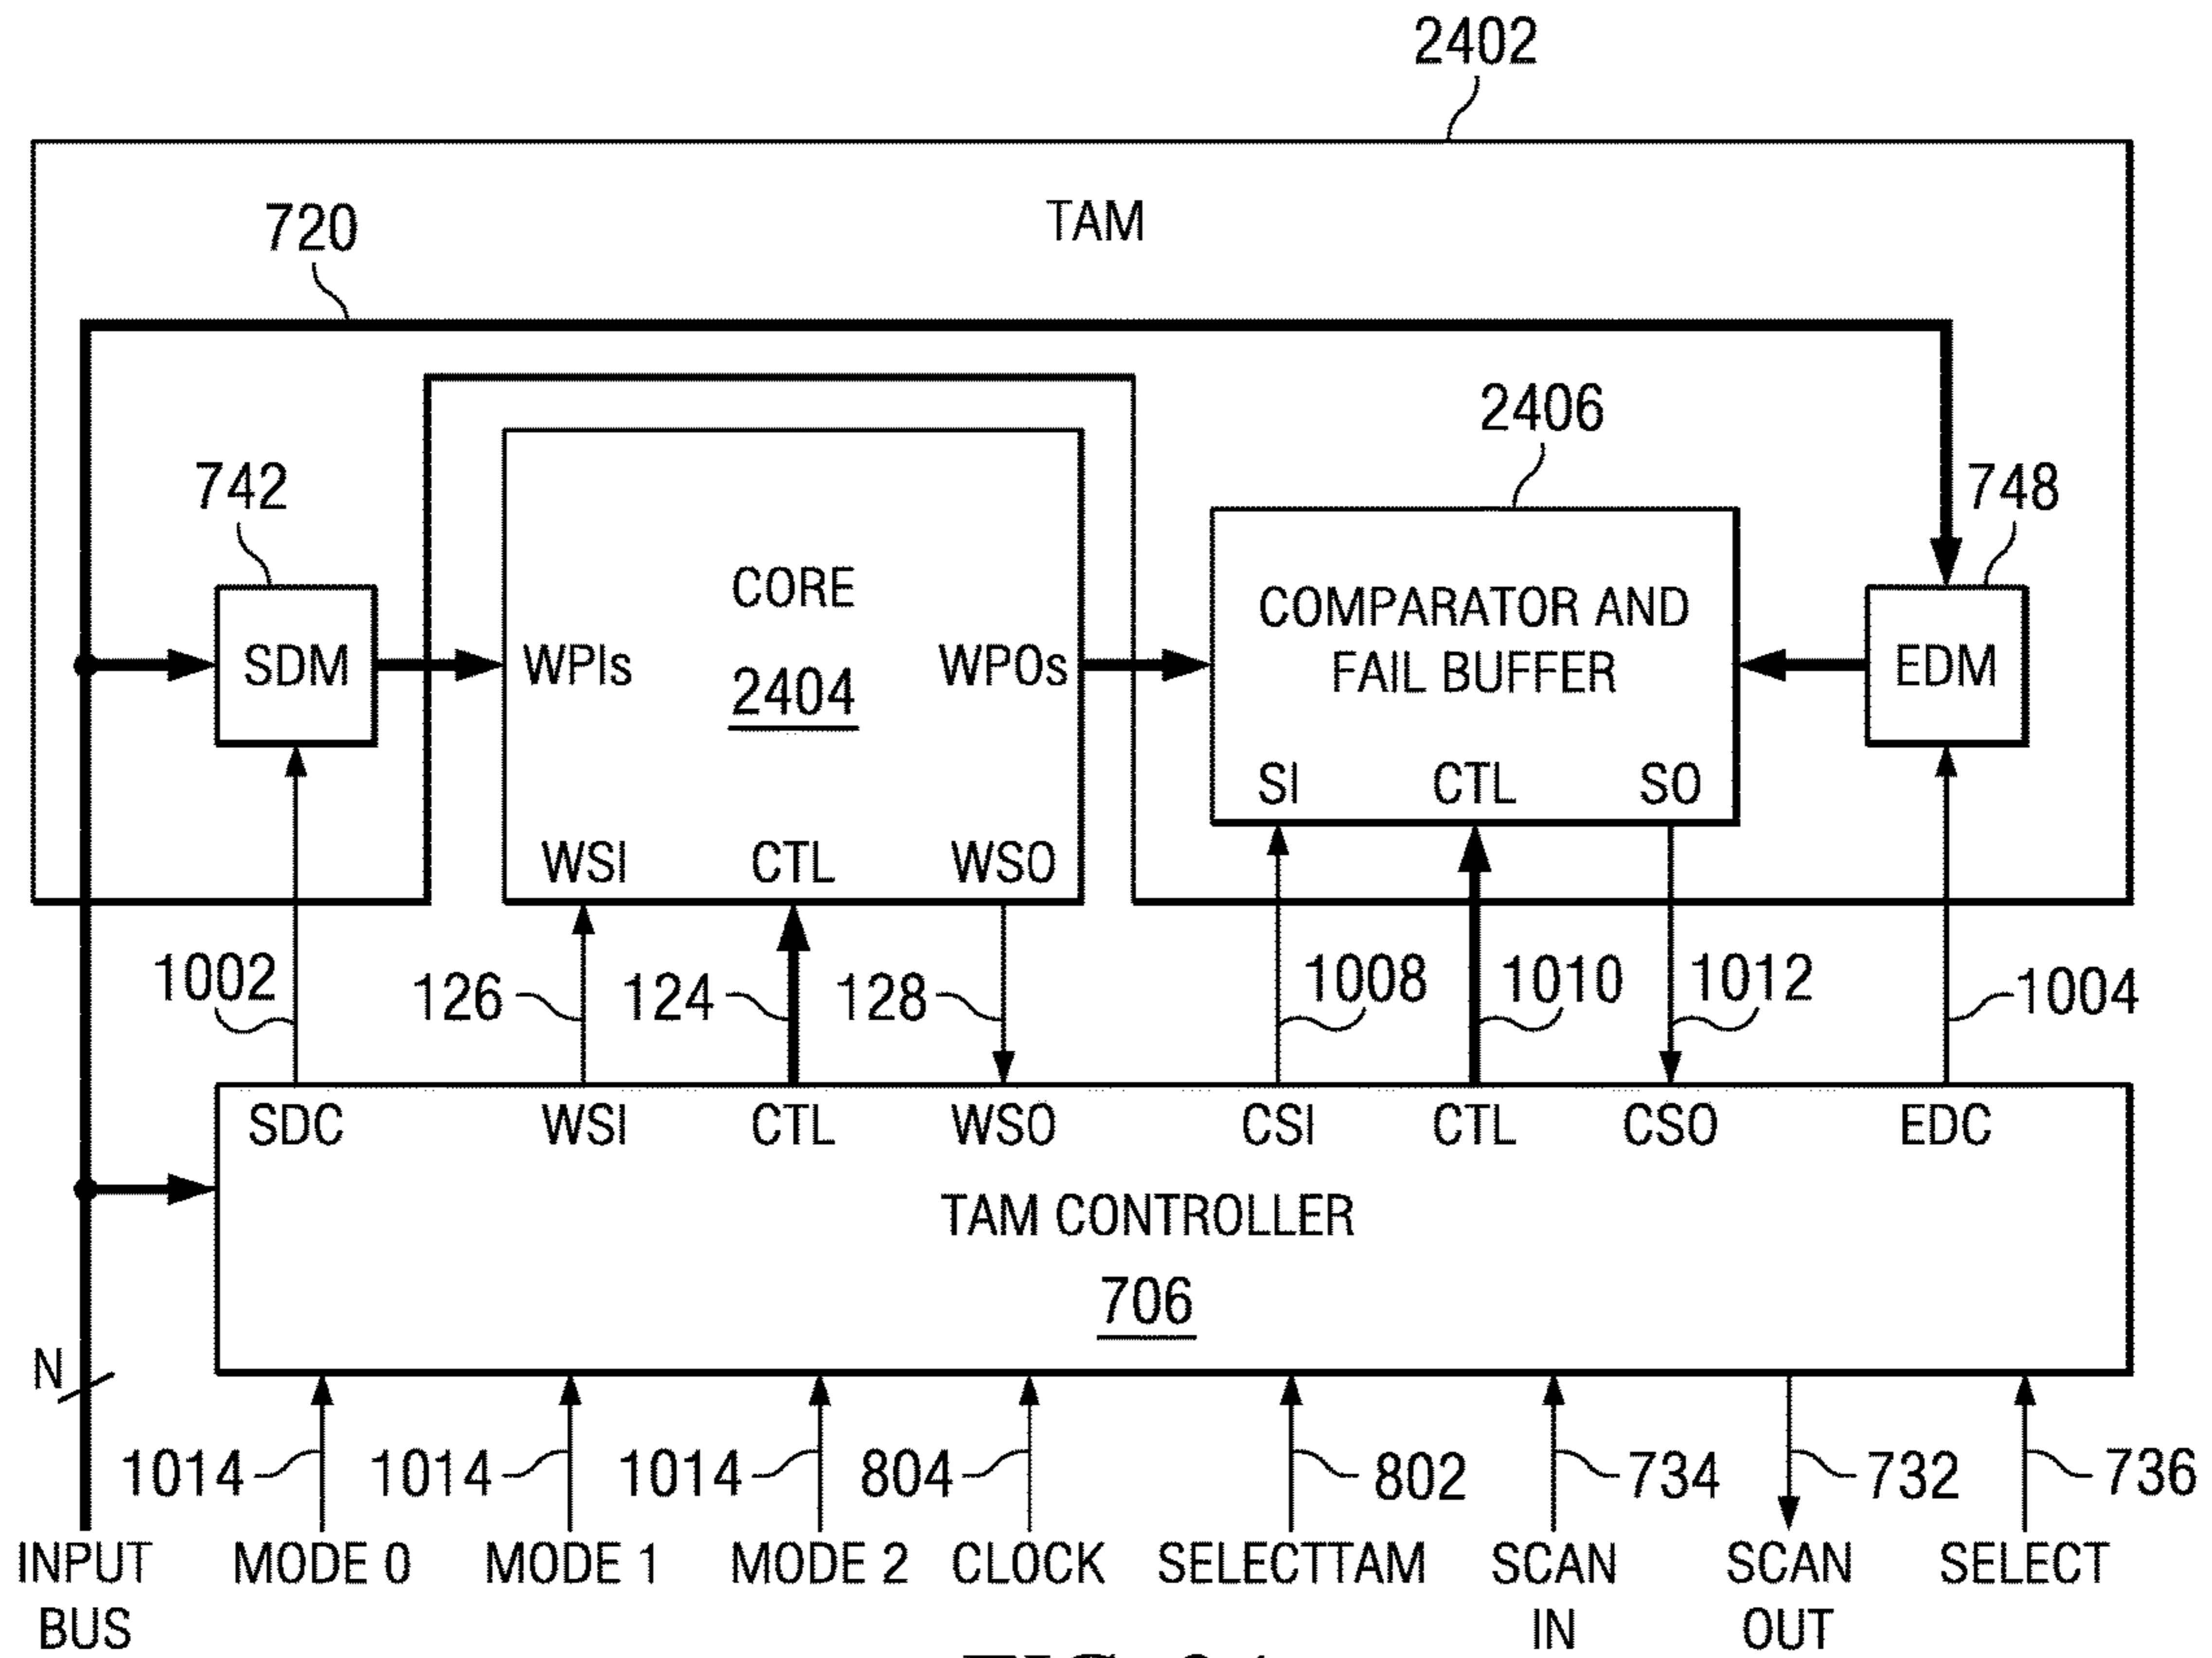 2402
TAM
720
2406
742
748
CORE
2404
SDM
WPIs
WPOs
COMPARATOR AND
FAIL BUFFER
EDM
SI CTL SO
WSI CTL WSO
1002
126
124
128
1008
1010
1012
1004
SDC WSI CTL WSO CSI CTL CSO EDC
TAM CONTROLLER
706
N
1014 1014 1014 804 802 734 732 736
INPUT
BUS
MODE 0
MODE 1
MODE 2
CLOCK
SELECTTAM
SCAN
IN
SCAN
OUT
SELECT